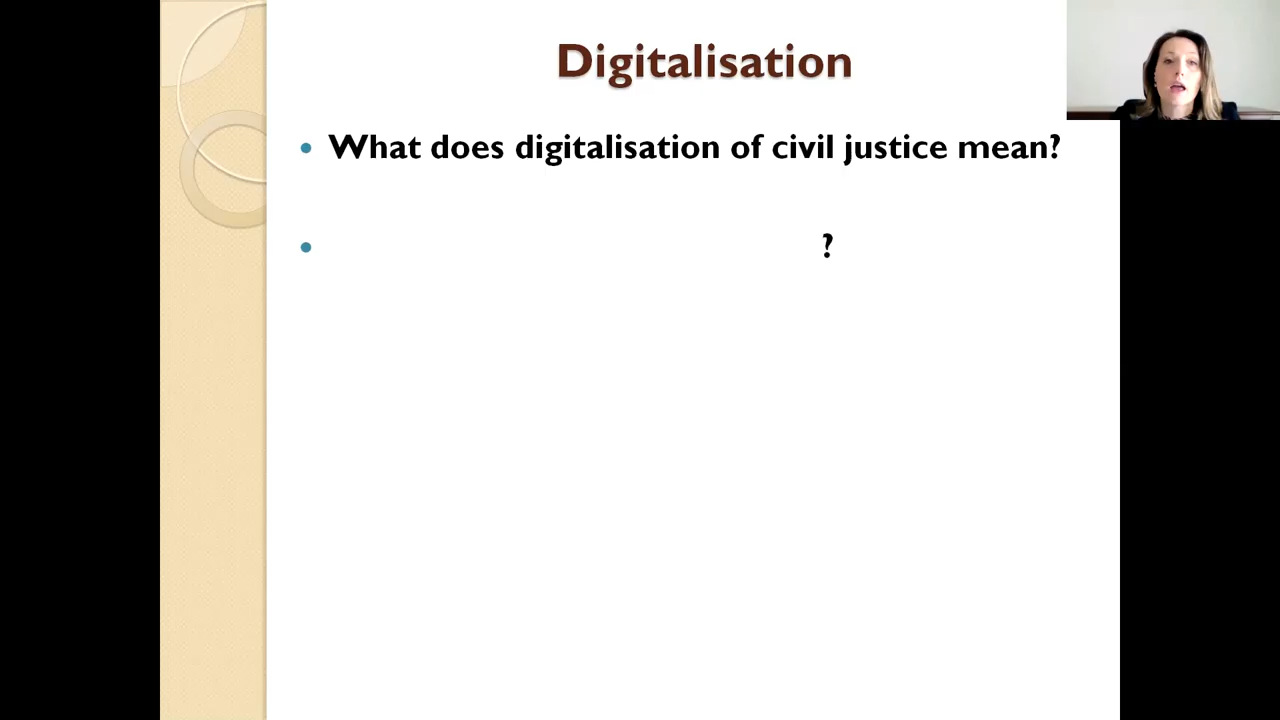 Digitalisation
• What does digitalisation of civil justice mean?
• ?